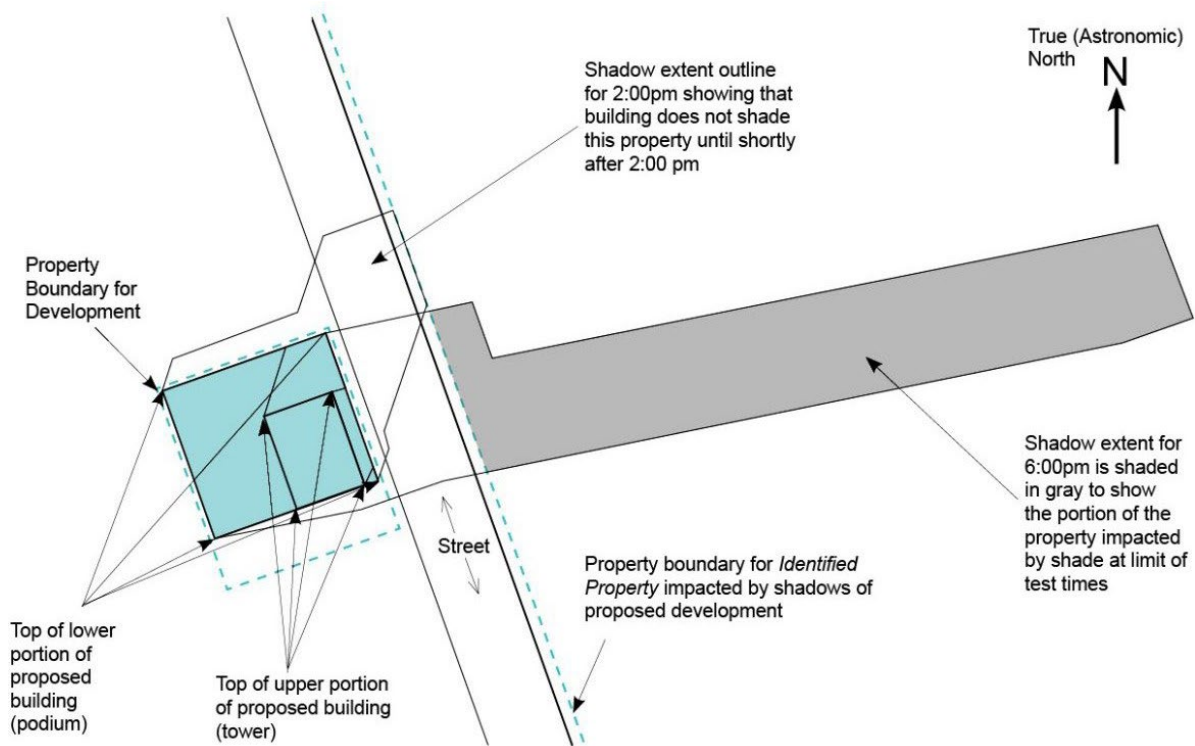 True (Astronomic)
North
N
Shadow extent outline
for 2:00pm showing that
building does not shade
this property until shortly
after 2:00 pm
Property
Boundary for
Development
Shadow extent for
6:00pm is shaded
in gray to show
the portion of the
property impacted
by shade at limit of
test times
Street
Property boundary for Identified
Property impacted by shadows of
proposed development
Top of lower
portion of
proposed
building
(podium)
Top of upper portion
of proposed building
(tower)